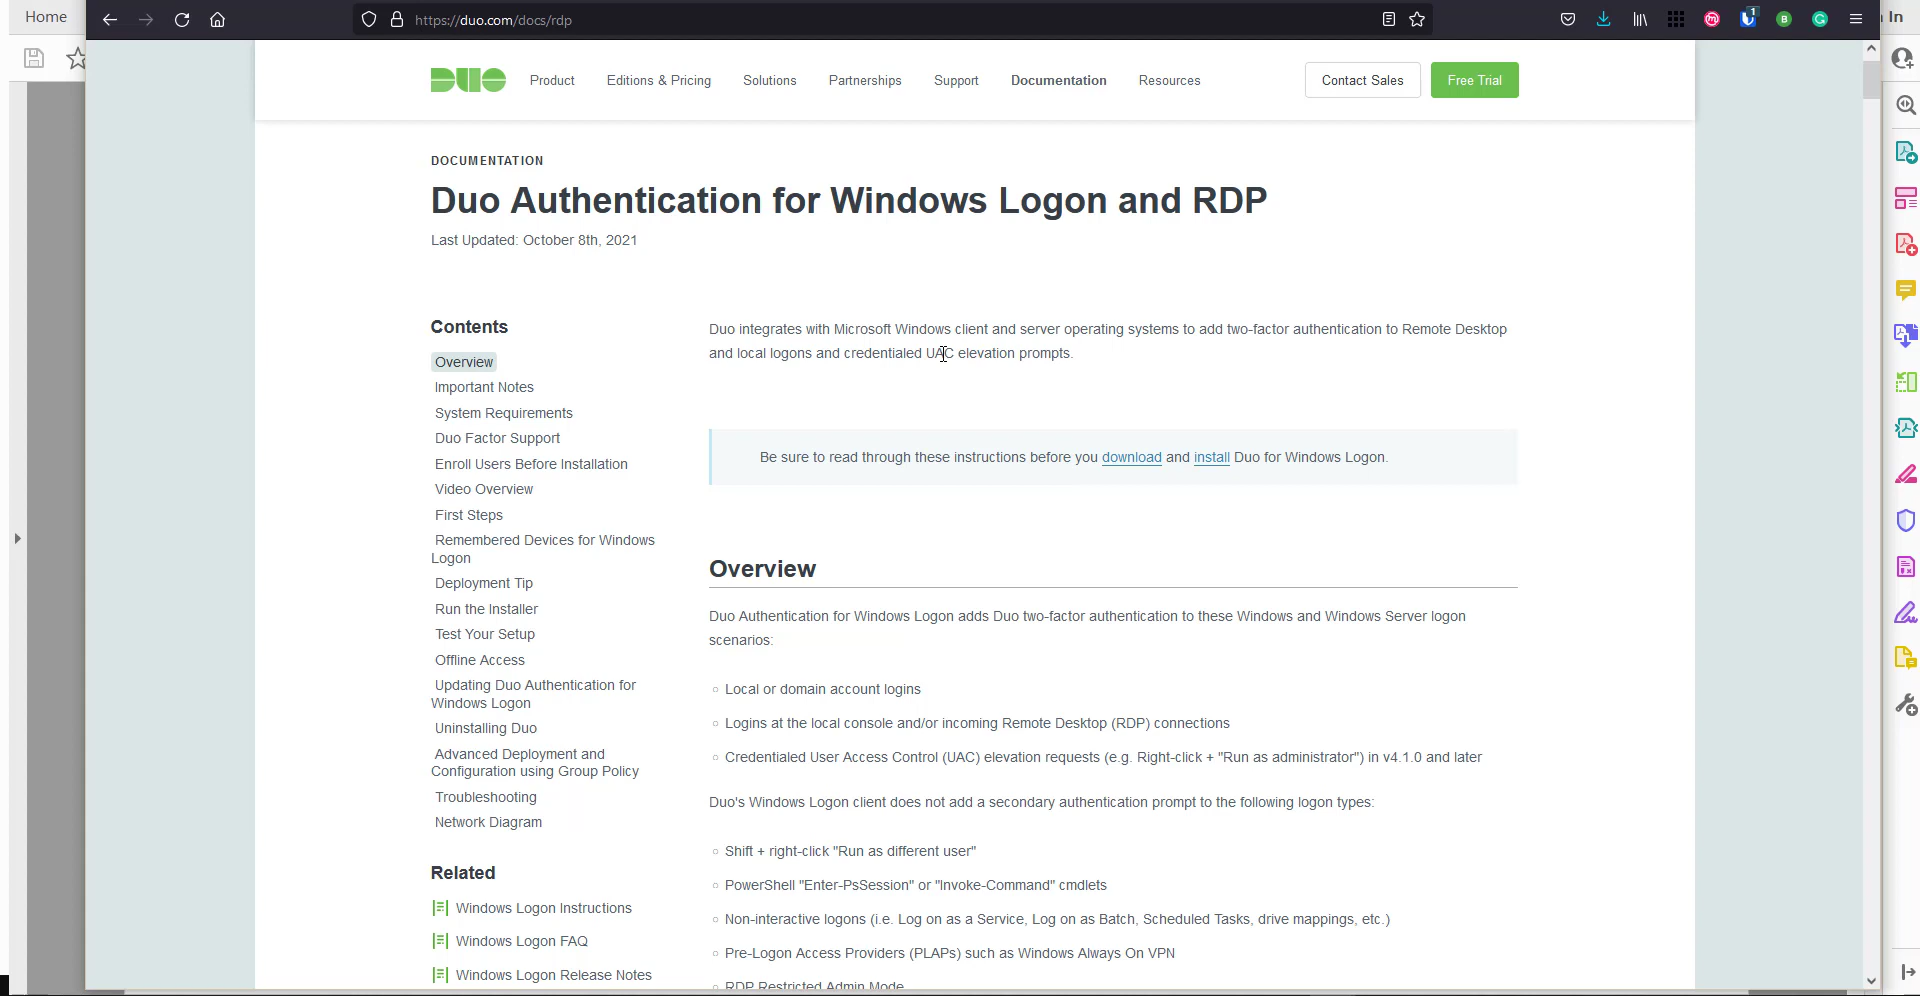 Home
https://duo.com/docs/rdp
1
In
DUO
Product
Editions & Pricing
Solutions
Partnerships
Support
Documentation
Resources
Contact Sales
Free Trial
DOCUMENTATION
Duo Authentication for Windows Logon and RDP
Last Updated: October 8th, 2021
Contents
Overview
Important Notes
System Requirements
Duo Factor Support
Enroll Users Before Installation
Video Overview
First Steps
Remembered Devices for Windows
Logon
Deployment Tip
Run the Installer
Test Your Setup
Offline Access
Updating Duo Authentication for
Windows Logon
Uninstalling Duo
Advanced Deployment and
Configuration using Group Policy
Troubleshooting
Network Diagram
Related
Windows Logon Instructions
Windows Logon FAQ
Windows Logon Release Notes
Duo integrates with Microsoft Windows client and server operating systems to add two-factor authentication to Remote Desktop
and local logons and credentialed UAC elevation prompts.
Be sure to read through these instructions before you download and install Duo for Windows Logon.
Overview
Duo Authentication for Windows Logon adds Duo two-factor authentication to these Windows and Windows Server logon
scenarios:
Local or domain account logins
Logins at the local console and/or incoming Remote Desktop (RDP) connections
Credentialed User Access Control (UAC) elevation requests (e.g. Right-click + "Run as administrator") in v4.1.0 and later
Duo's Windows Logon client does not add a secondary authentication prompt to the following logon types:
Shift + right-click "Run as different user"
PowerShell "Enter-PsSession" or "Invoke-Command" cmdlets
Non-interactive logons (i.e. Log on as a Service, Log on as Batch, Scheduled Tasks, drive mappings, etc.)
Pre-Logon Access Providers (PLAPs) such as Windows Always On VPN
RDP Restricted Admin Mode